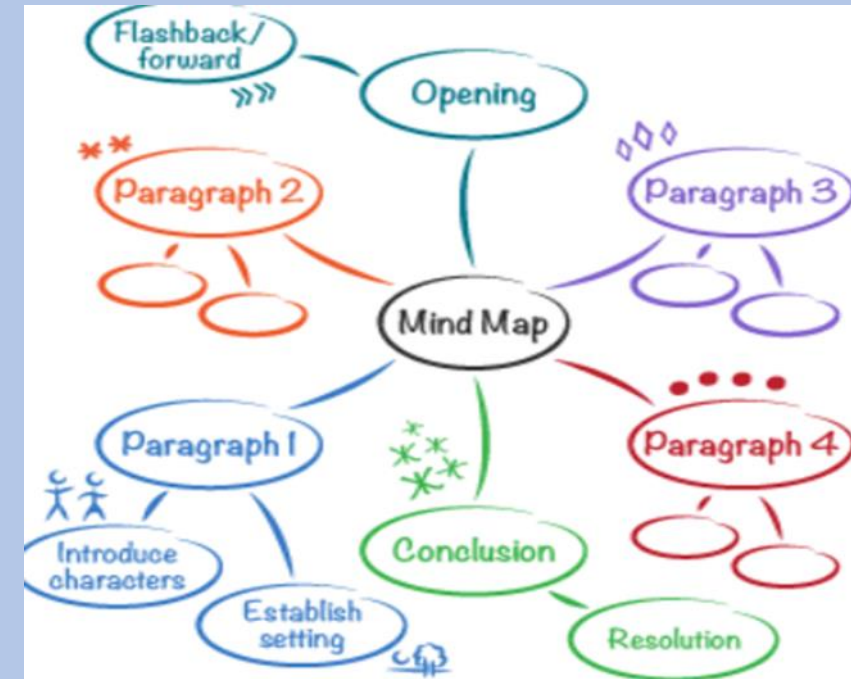 Flashback/
forward
Opening
Paragraph 2
Paragraph 3
Mind Map
Paragraph 1
Paragraph 4
Introduce
characters
Establish
setting
Conclusion
Resolution